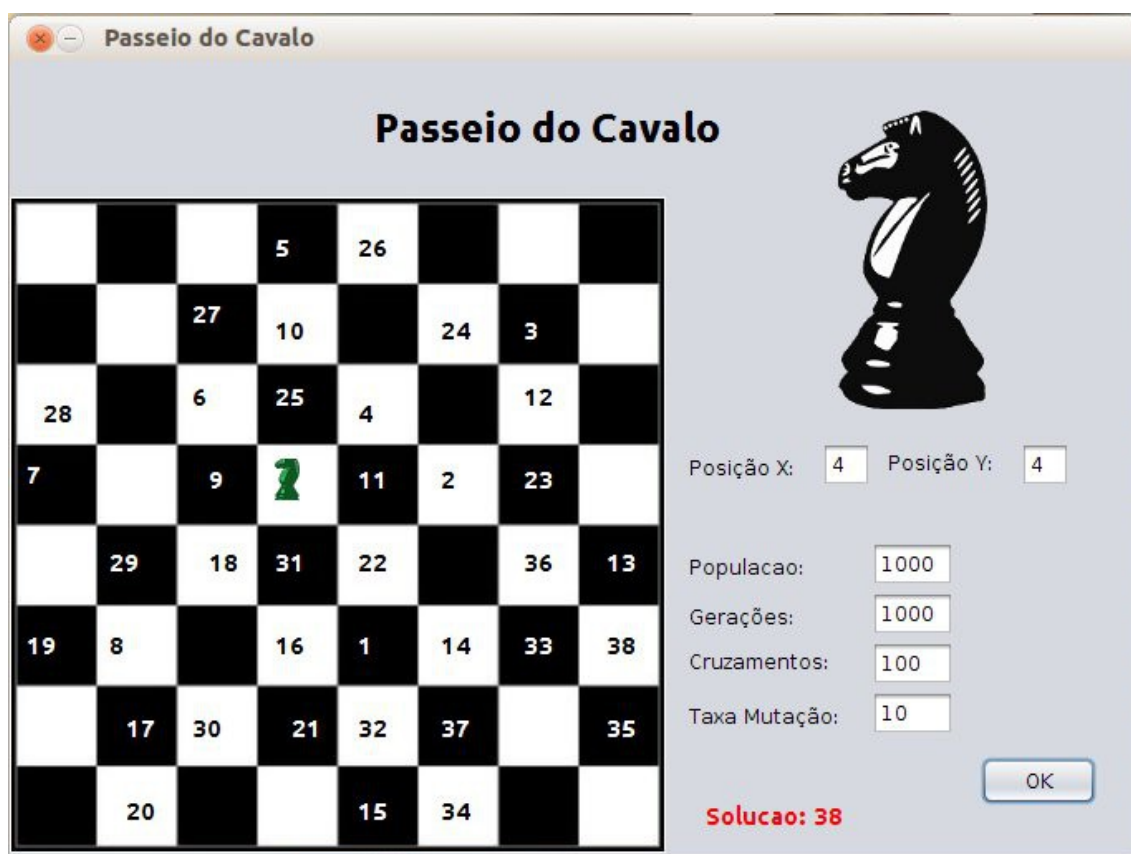 Passeio do Cavalo
Passeio do Cavalo
5 26
27 10 24 3
28 6 25 4 12
7 9 11 2 23
29 18 31 22 36 13
19 8 16 1 14 33 38
17 30 21 32 37 35
20 15 34
Posição X: 4 Posição Y: 4
Populacao: 1000
Gerações: 1000
Cruzamentos: 100
Taxa Mutação: 10
OK
Solucao: 38